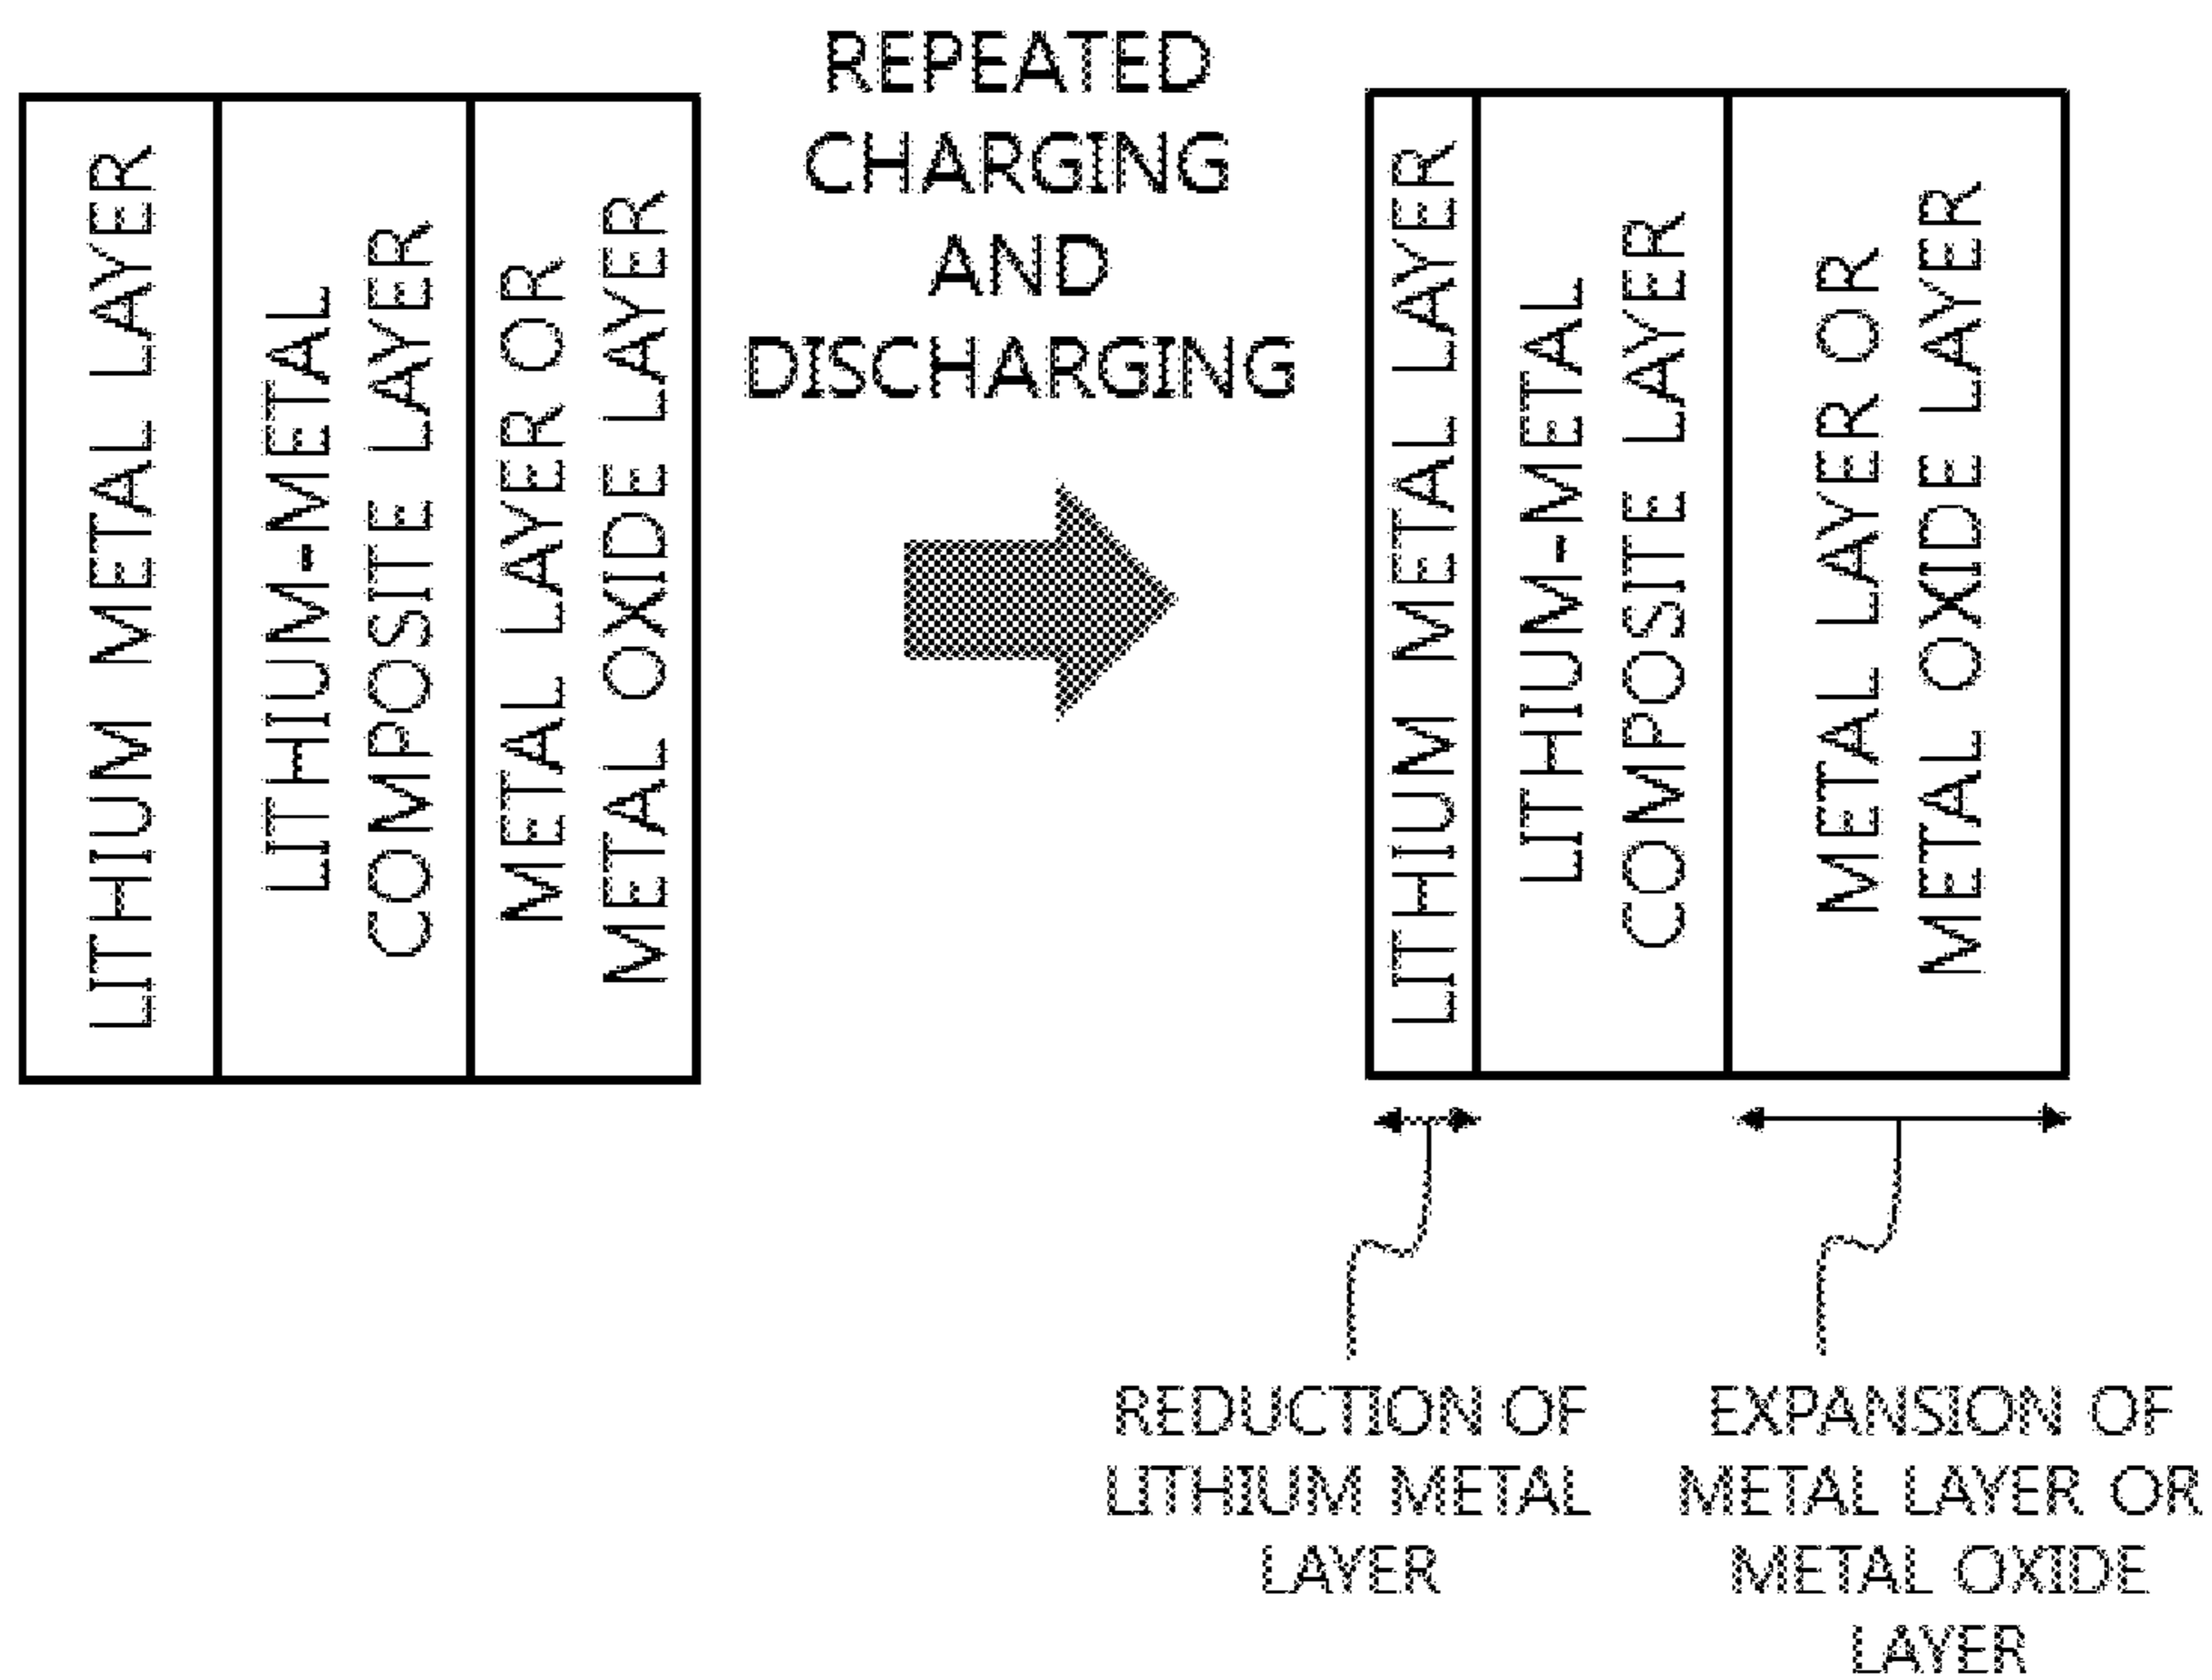 LITHIUM METAL LAYER
LITHIUM-METAL
COMPOSITE LAYER
METAL LAYER OR
METAL OXIDE LAYER
REPEATED
CHARGING
AND
DISCHARGING
LITHIUM METAL LAYER
LITHIUM-METAL
COMPOSITE LAYER
METAL LAYER OR
METAL OXIDE LAYER
REDUCTION OF
LITHIUM METAL
LAYER
EXPANSION OF
METAL LAYER OR
METAL OXIDE
LAYER